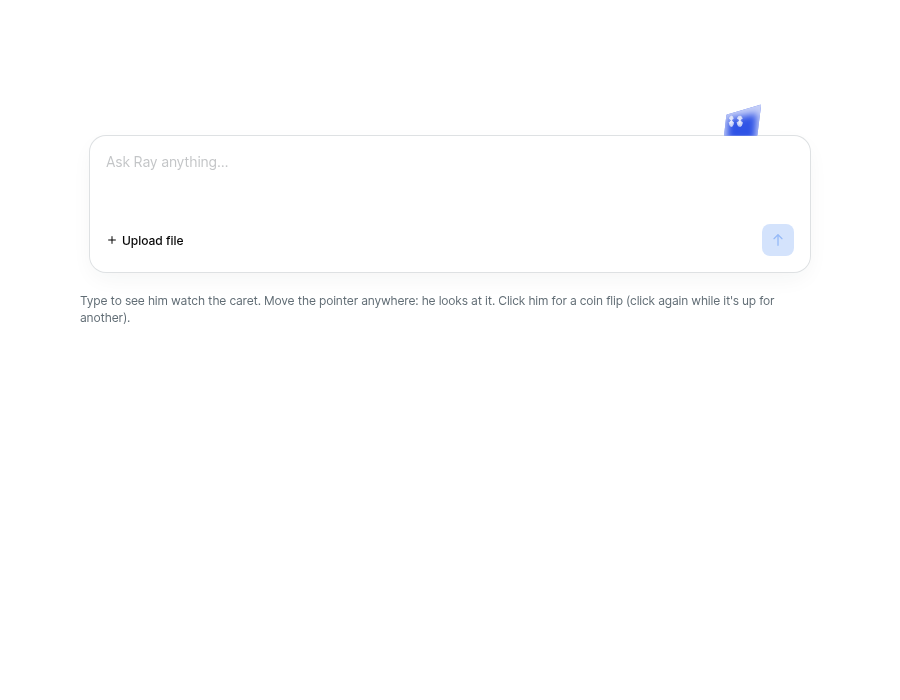 Ask Ray anything...
Upload file
Type to see him watch the caret. Move the pointer anywhere: he looks at it. Click him for a coin flip (click again while it's up for
another).